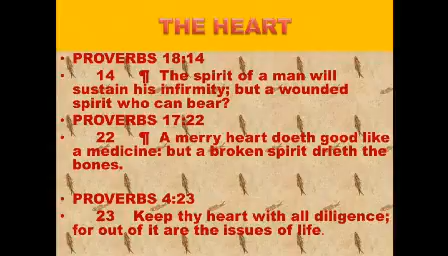 THE HEART
• PROVERBS 18:14
• 14 ¶ The spirit of a man will
sustain his infirmity; but a wounded
spirit who can bear?
• PROVERBS 17:22
• 22 ¶ A merry heart doeth good like
a medicine: but a broken spirit drieth the
bones.
• PROVERBS 4:23
• 23 Keep thy heart with all diligence;
for out of it are the issues of life.